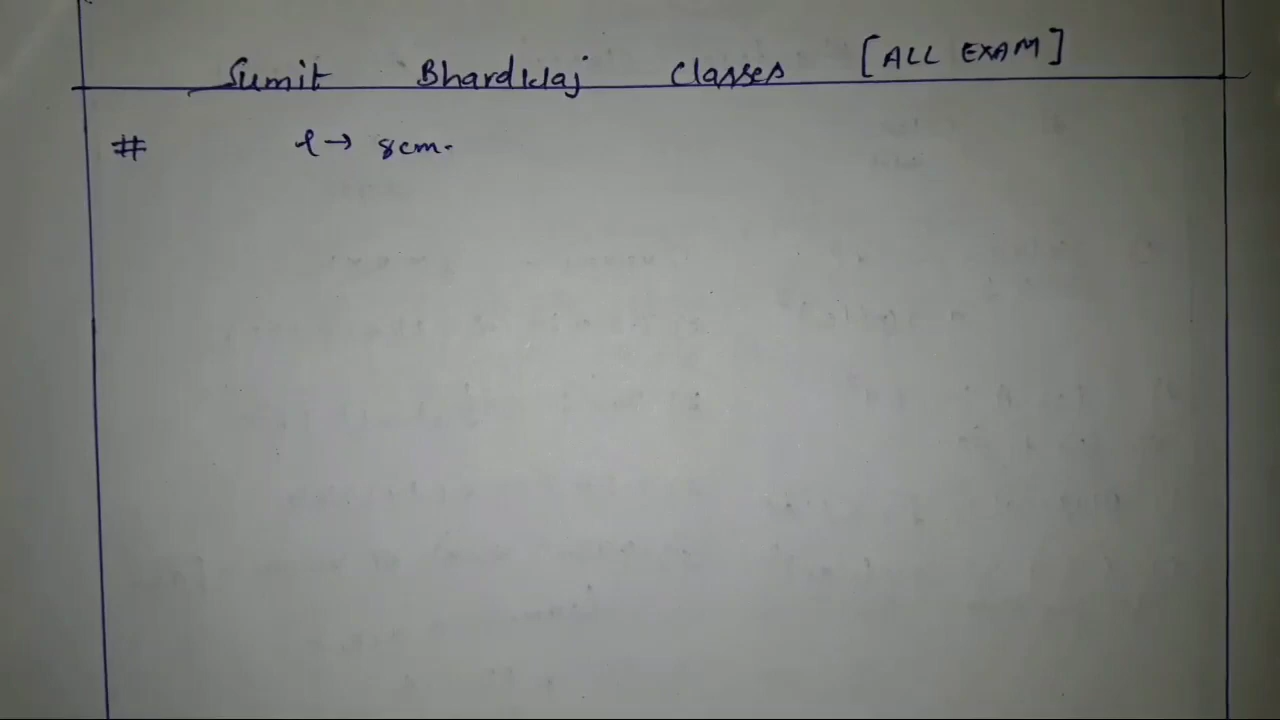 Sumit Bhardwaj Classes [ALL EXAM]
# l → 8cm.